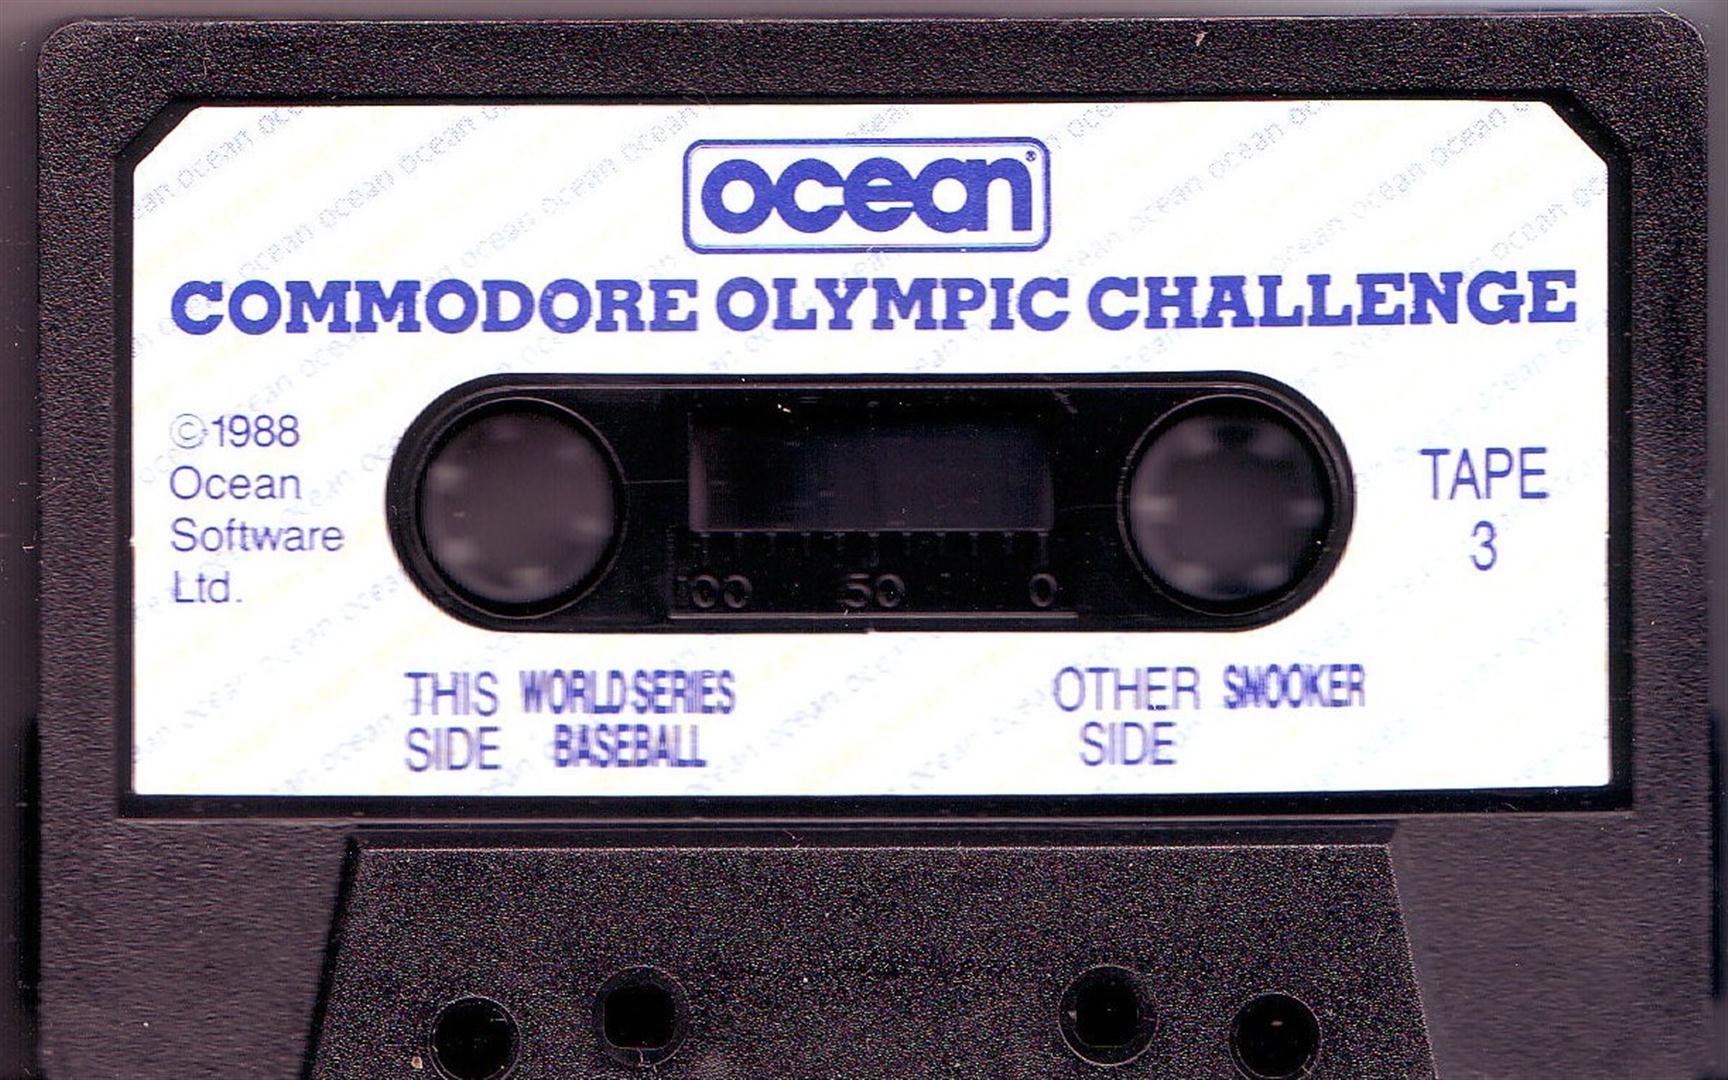 ocean®
COMMODORE OLYMPIC CHALLENGE
©1988
Ocean
Software
Ltd.
TAPE
3
100 50 0
THIS WORLD SERIES
SIDE BASEBALL
OTHER SNOOKER
SIDE